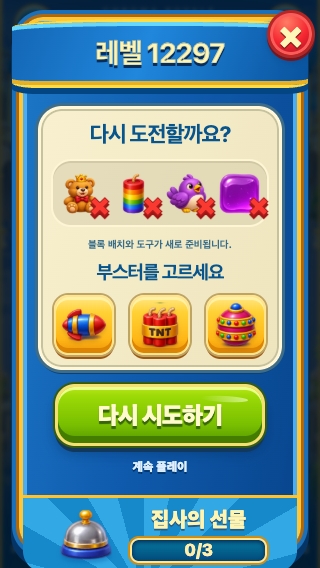 레벨 12297
다시 도전할까요?
블록 배치와 도구가 새로 준비됩니다.
부스터를 고르세요
TNT
다시 시도하기
계속 플레이
집사의 선물
0/3